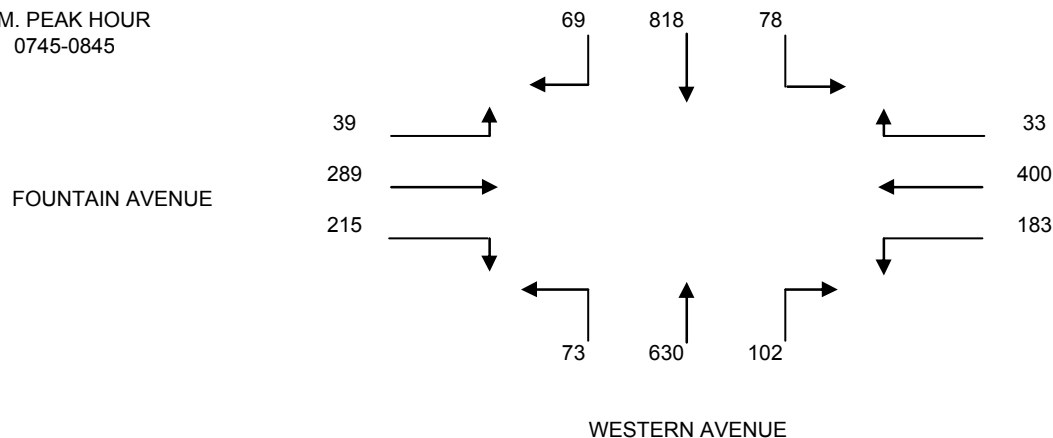 M. PEAK HOUR
0745-0845
69 818 78
39 33
289 400
FOUNTAIN AVENUE
215 183
73 630 102
WESTERN AVENUE